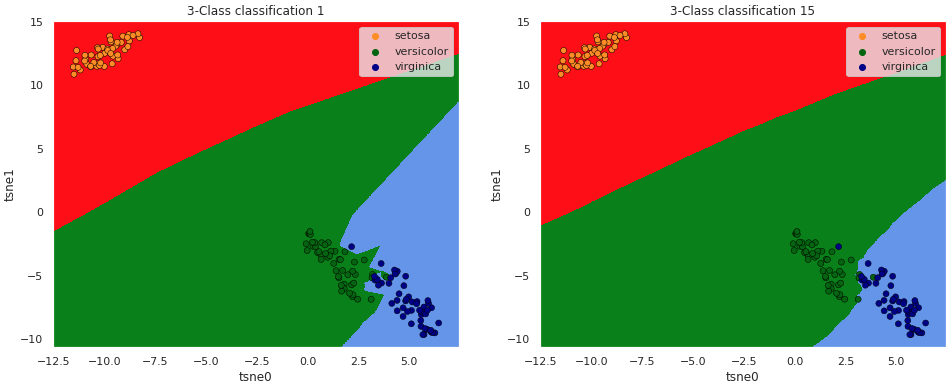 3-Class classification 1
15
10
5
0
−5
−10
tsne1
−12.5
−10.0
−7.5
−5.0
−2.5
0.0
2.5
5.0
tsne0
setosa
versicolor
virginica
3-Class classification 15
15
10
5
0
−5
−10
tsne1
−12.5
−10.0
−7.5
−5.0
−2.5
0.0
2.5
5.0
tsne0
setosa
versicolor
virginica